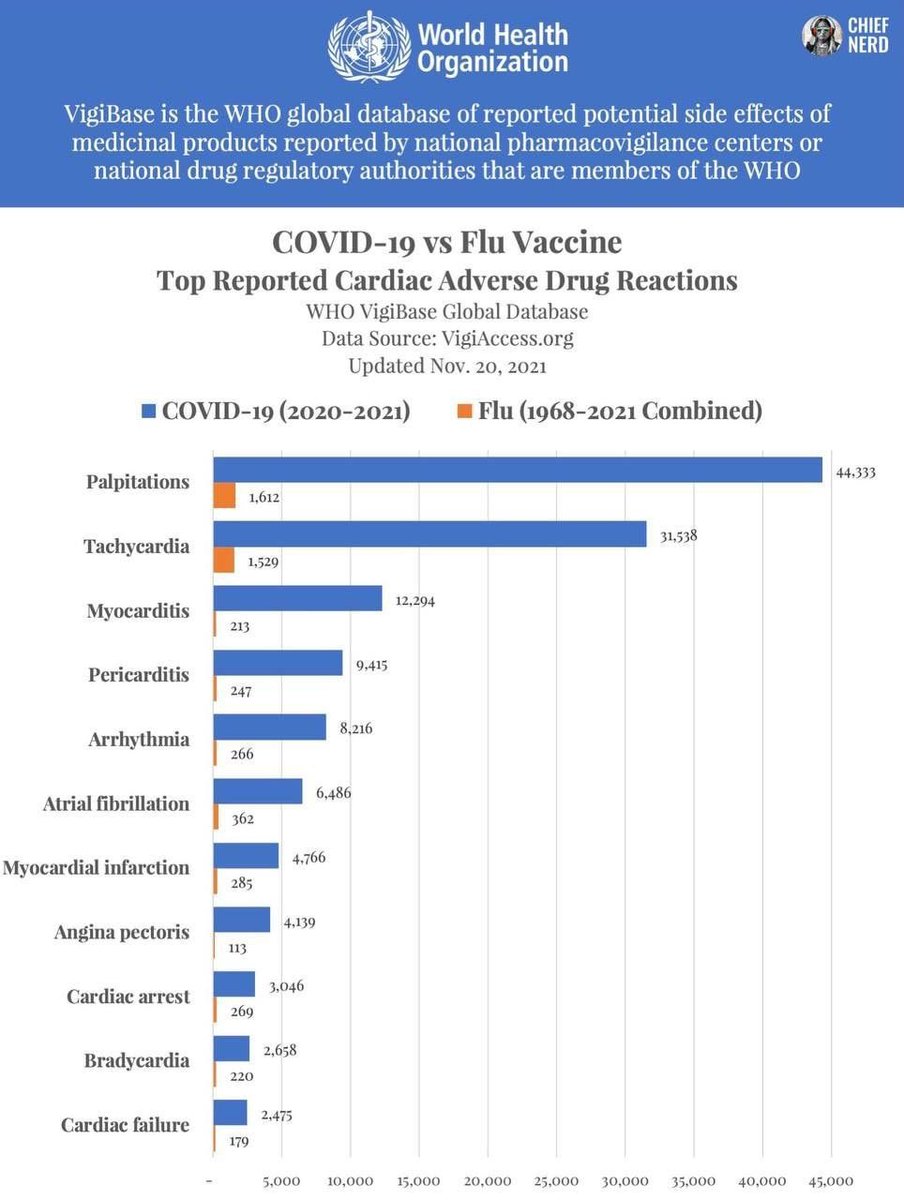 World Health
Organization
CHIEF
NERD
VigiBase is the WHO global database of reported potential side effects of
medicinal products reported by national pharmacovigilance centers or
national drug regulatory authorities that are members of the WHO
COVID-19 vs Flu Vaccine
Top Reported Cardiac Adverse Drug Reactions
WHO VigiBase Global Database
Data Source: VigiAccess.org
Updated Nov. 20, 2021
COVID-19 (2020-2021) Flu (1968-2021 Combined)
Palpitations 44,333
1,612
Tachycardia 31,538
1,529
Myocarditis 12,294
213
Pericarditis 9,415
247
Arrhythmia 8,216
266
Atrial fibrillation 6,486
362
Myocardial infarction 4,766
285
Angina pectoris 4,139
113
Cardiac arrest 3,046
269
Bradycardia 2,658
220
Cardiac failure 2,475
179
- 5,000 10,000 15,000 20,000 25,000 30,000 35,000 40,000 45,000